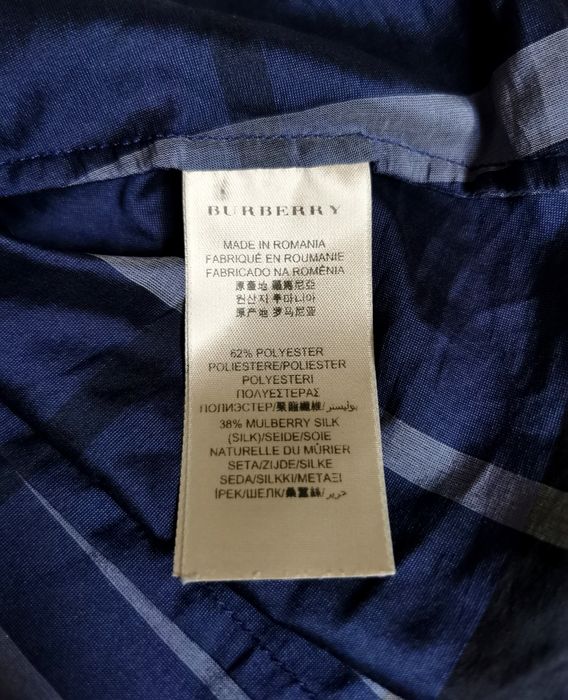 BURBERRY
MADE IN ROMANIA
FABRIQUÉ EN ROUMANIE
FABRICADO NA ROMÊNIA
原產地 羅馬尼亞
원산지 루마니아
原产地 罗马尼亚
62% POLYESTER
POLIESTERE/POLIESTER
POLYESTERI
ΠΟΛΥΕΣΤΕΡΑΣ
ПОЛИЭСТЕР/聚酯纖維/بوليستر
38% MULBERRY SILK
(SILK)/SEIDE/SOIE
NATURELLE DU MÛRIER
SETA/ZIJDE/SILKE
SEDA/SILKKI/ΜΕΤΑΞΙ
İPEK/ШЕЛК/桑蠶絲/حرير